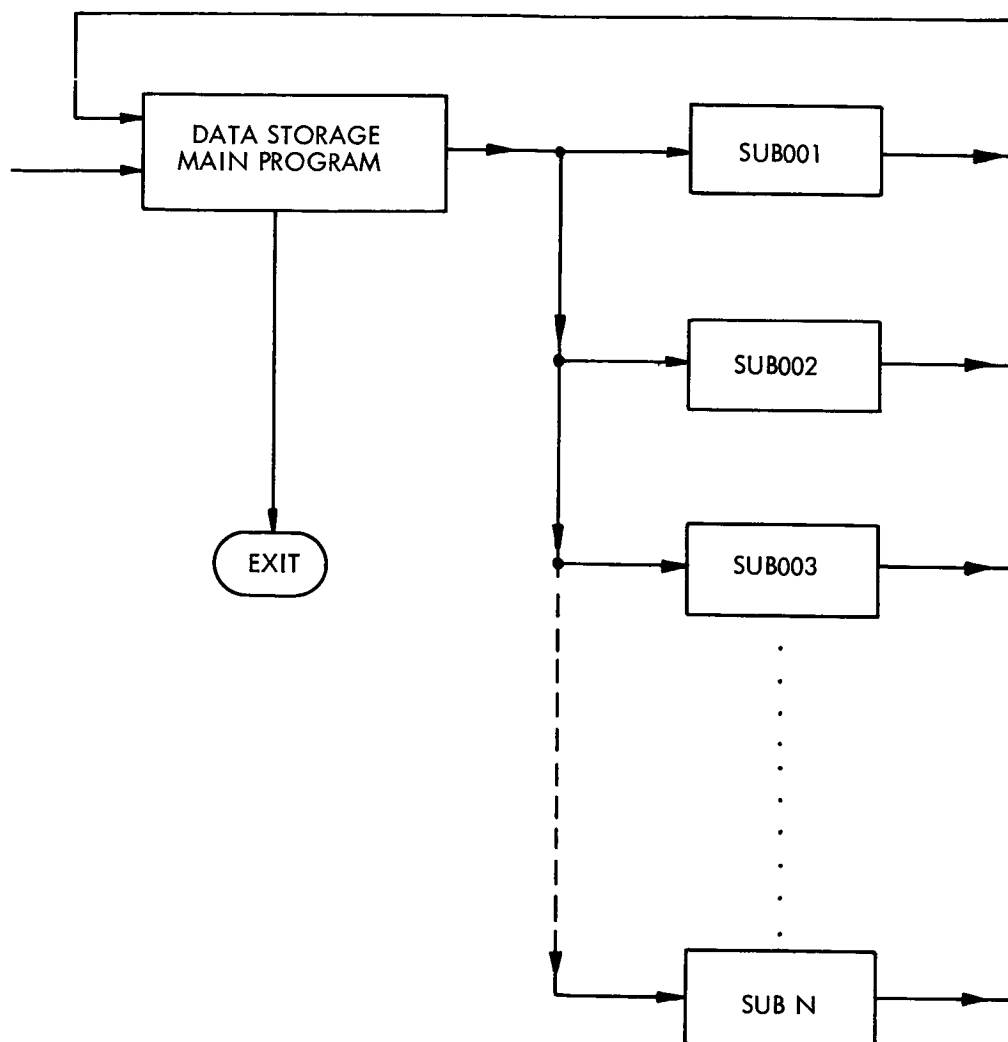 DATA STORAGE
MAIN PROGRAM
SUB001
SUB002
EXIT
SUB003
SUB N